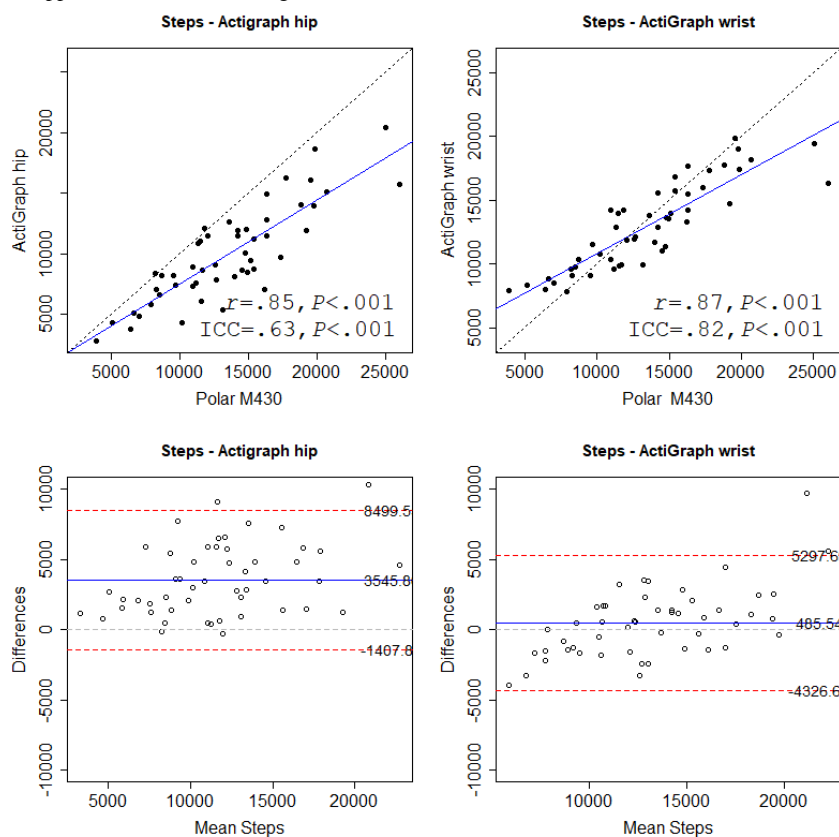 Steps - Actigraph hip
ActiGraph hip
20000
10000
5000
r=.85, P<.001
ICC=.63, P<.001
5000 10000 15000 20000 25000
Polar M430
Steps - ActiGraph wrist
ActiGraph wrist
25000
20000
15000
10000
5000
r=.87, P<.001
ICC=.82, P<.001
5000 10000 15000 20000 25000
Polar M430
Steps - Actigraph hip
Differences
10000
5000
0
-5000
-10000
8499.5
3545.8
-1407.8
5000 10000 15000 20000
Mean Steps
Steps - ActiGraph wrist
Differences
10000
5000
0
-5000
-10000
5297.6
485.54
-4326.6
10000 15000 20000
Mean Steps